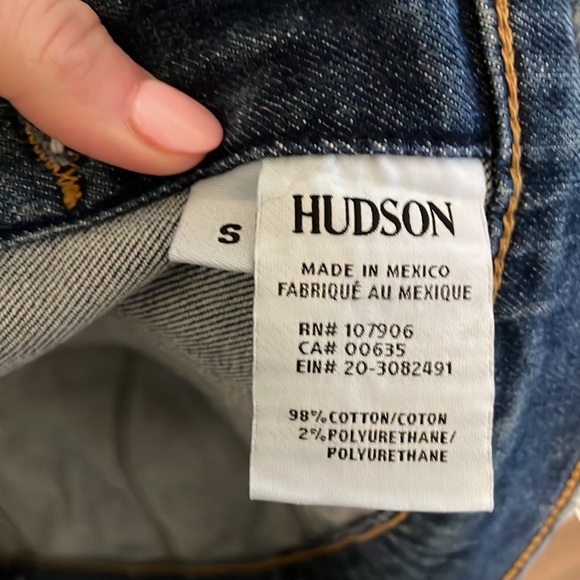 S
HUDSON
MADE IN MEXICO
FABRIQUÉ AU MEXIQUE
RN# 107906
CA# 00635
EIN# 20-3082491
98% COTTON/COTON
2% POLYURETHANE/
POLYURETHANE